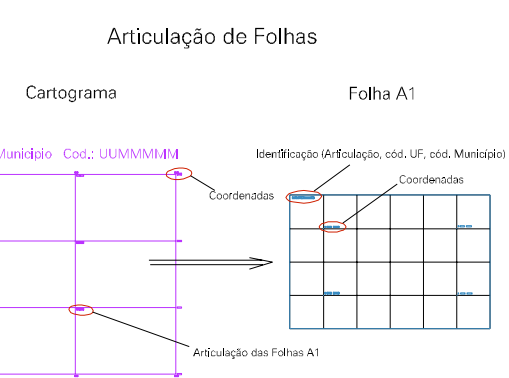 Articulação de Folhas
Cartograma
Folha A1
Municipio Cod.: UUMMMMM
Identificação (Articulação, cód. UF, cód. Município)
Coordenadas
Coordenadas
Articulação das Folhas A1